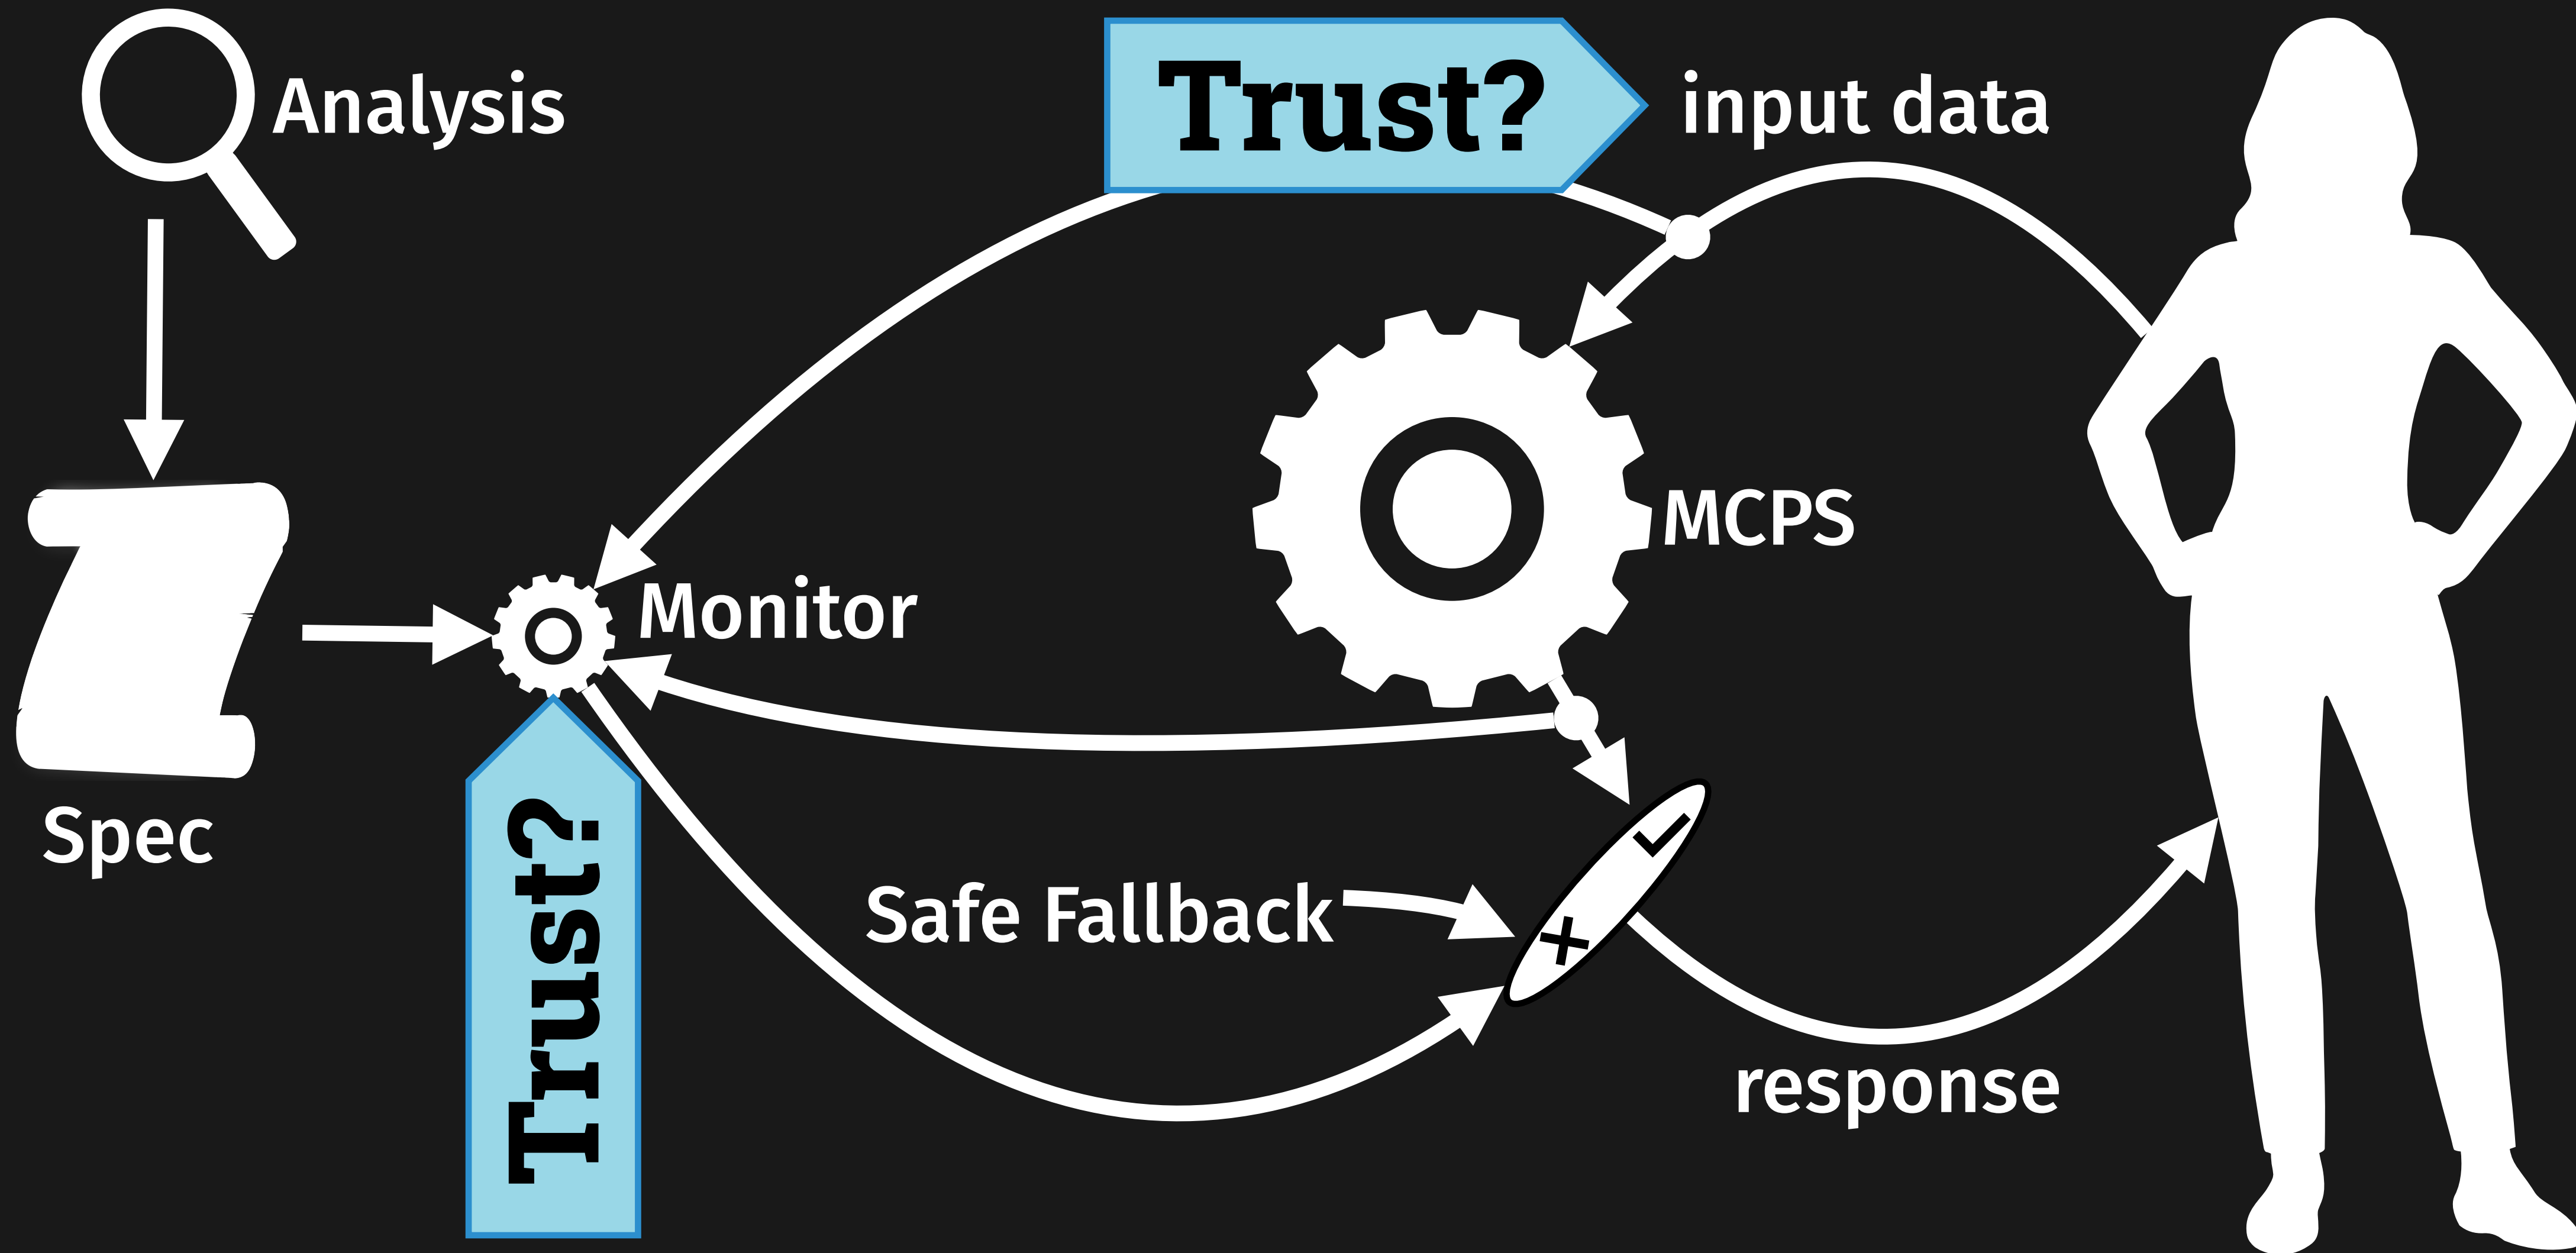 Analysis
Trust?
input data
MCPS
Monitor
Spec
Trust?
Safe Fallback
response